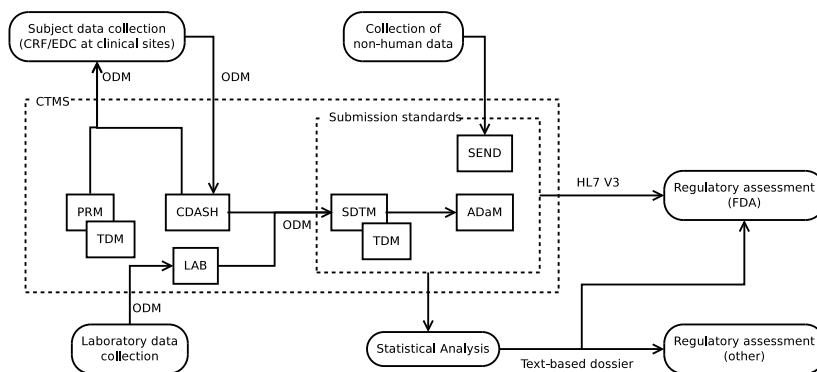 Subject data collection
(CRF/EDC at clinical sites)
Collection of
non-human data
ODM
ODM
CTMS
Submission standards
SEND
HL7 V3
Regulatory assessment
(FDA)
PRM
TDM
CDASH
ODM
SDTM
TDM
ADaM
LAB
ODM
Laboratory data
collection
Statistical Analysis
Text-based dossier
Regulatory assessment
(other)